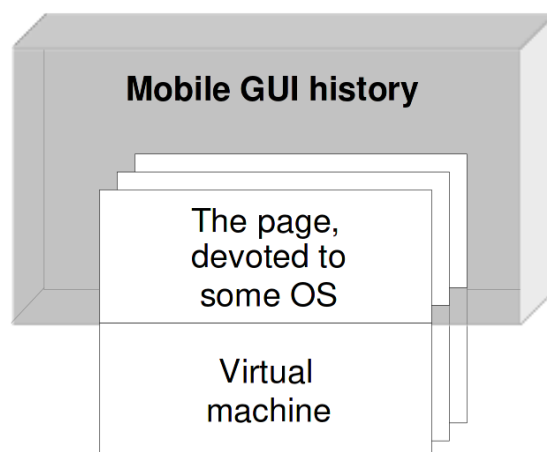 Mobile GUI history
The page,
devoted to
some OS
Virtual
machine